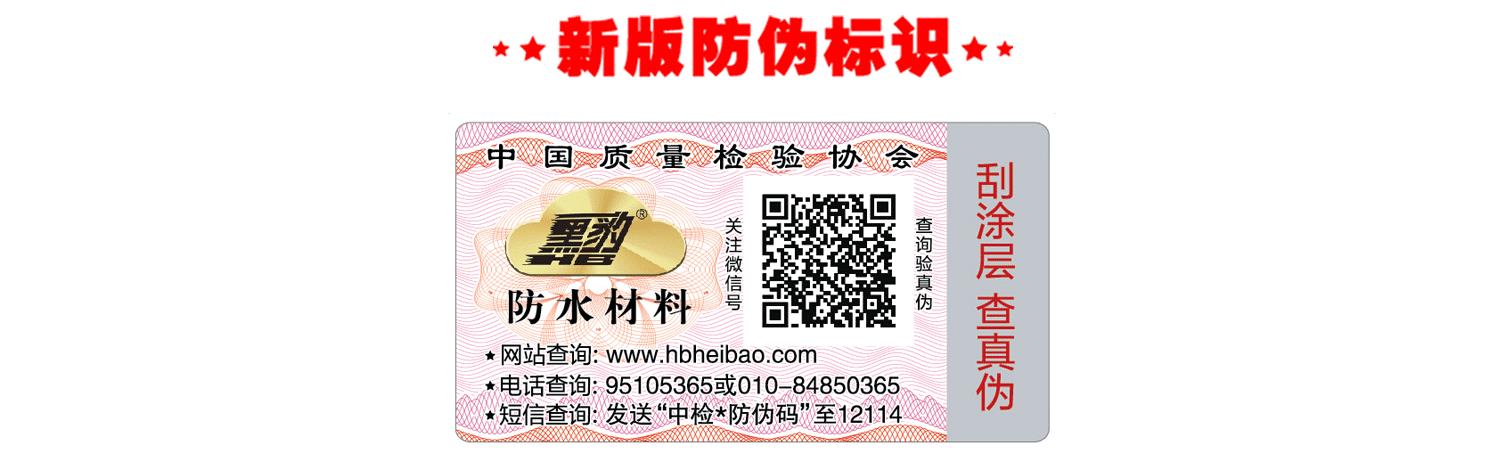 新版防伪标识
中国质量检验协会
黑豹®
HB
防水材料
关注微信号
查询验真伪
★网站查询: www.hbheibao.com
★电话查询: 95105365或010-84850365
★短信查询: 发送“中检*防伪码”至12114
刮涂层 查真伪